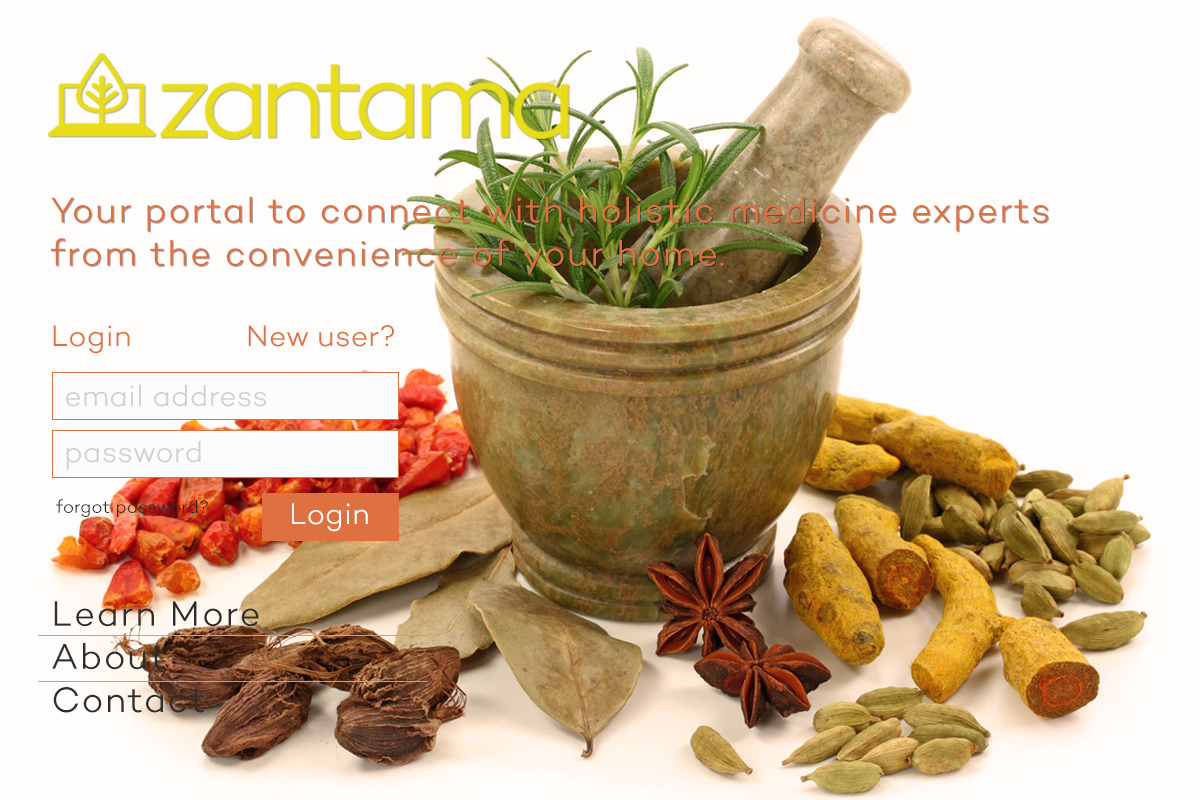 zantama
Your portal to connect with holistic medicine experts
from the convenience of your home.
Login New user?
email address
password
forgot password? Login
Learn More
About
Contact